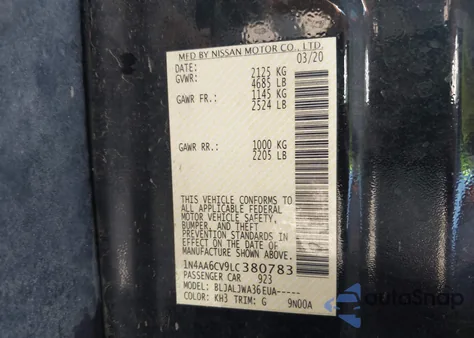 MFD BY NISSAN MOTOR CO., LTD.
DATE: 03/20
GVWR: 2125 KG
4685 LB
GAWR FR.: 1145 KG
2524 LB
GAWR RR.: 1000 KG
2205 LB
THIS VEHICLE CONFORMS TO
ALL APPLICABLE FEDERAL
MOTOR VEHICLE SAFETY,
BUMPER, AND THEFT
PREVENTION STANDARDS IN
EFFECT ON THE DATE OF
MANUFACTURE SHOWN ABOVE.
1N4AA6CV9LC380783
PASSENGER CAR 923
MODEL: BLJALJWA36EUA-----
COLOR: KH3 TRIM: G 9N00A
AutoSnap